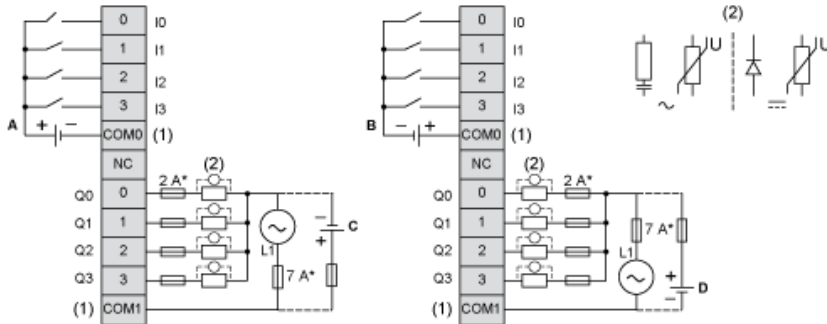 0 I0
1 I1
2 I2
3 I3
A + − COM0 (1)
NC
(2)
Q0 0 2 A*
Q1 1
Q2 2
Q3 3
L1
7 A*
− + C
(1) COM1
0 I0
1 I1
2 I2
3 I3
B − + COM0 (1)
NC
(2)
Q0 0 2 A*
Q1 1
Q2 2
Q3 3
7 A*
L1
+ − D
(1) COM1
(2)
U U
~